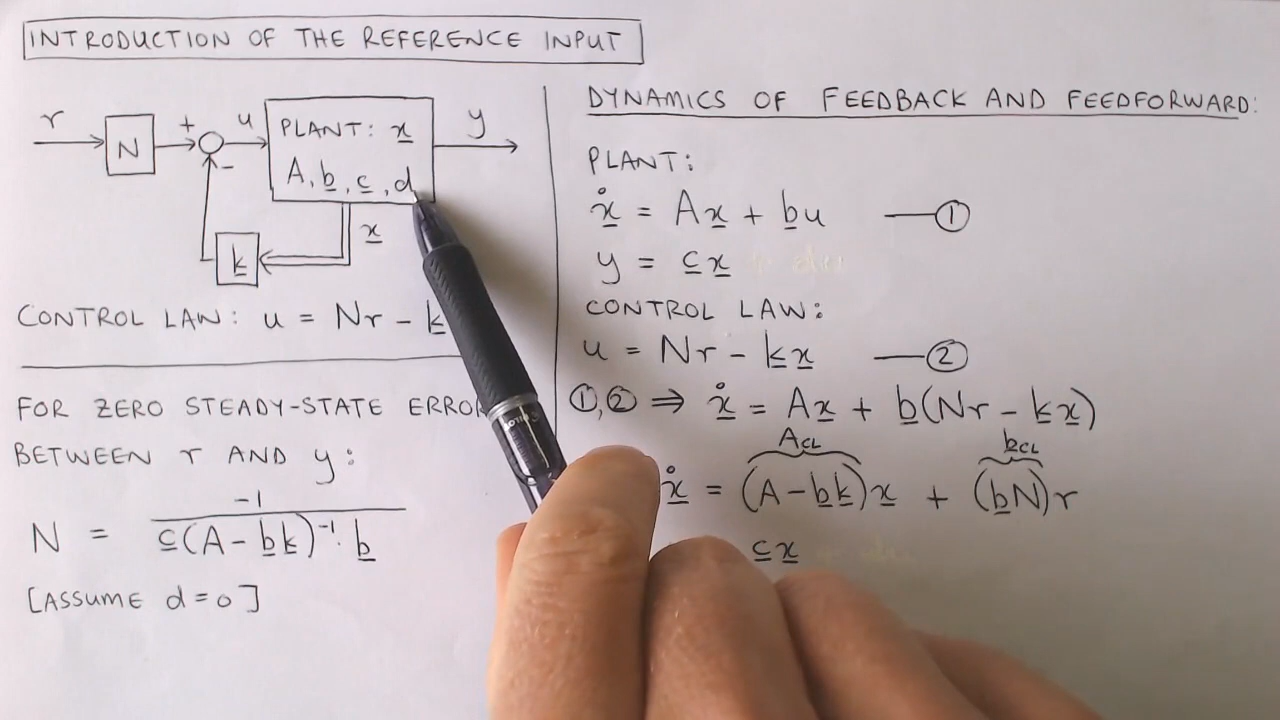 INTRODUCTION OF THE REFERENCE INPUT
r
N
+
-
u
PLANT: x
A, b, c, d
y
x
k
CONTROL LAW: u = Nr - k
FOR ZERO STEADY-STATE ERROR
BETWEEN r AND y:
N = -1 / c(A - bk)⁻¹·b
[ASSUME d=0]
DYNAMICS OF FEEDBACK AND FEEDFORWARD:
PLANT:
ẋ = Ax + bu ——①
y = cx
CONTROL LAW:
u = Nr - kx ——②
①,② ⇒ ẋ = Ax + b(Nr - kx)
A_CL b_CL
ẋ = (A - bk)x + (bN)r
cx